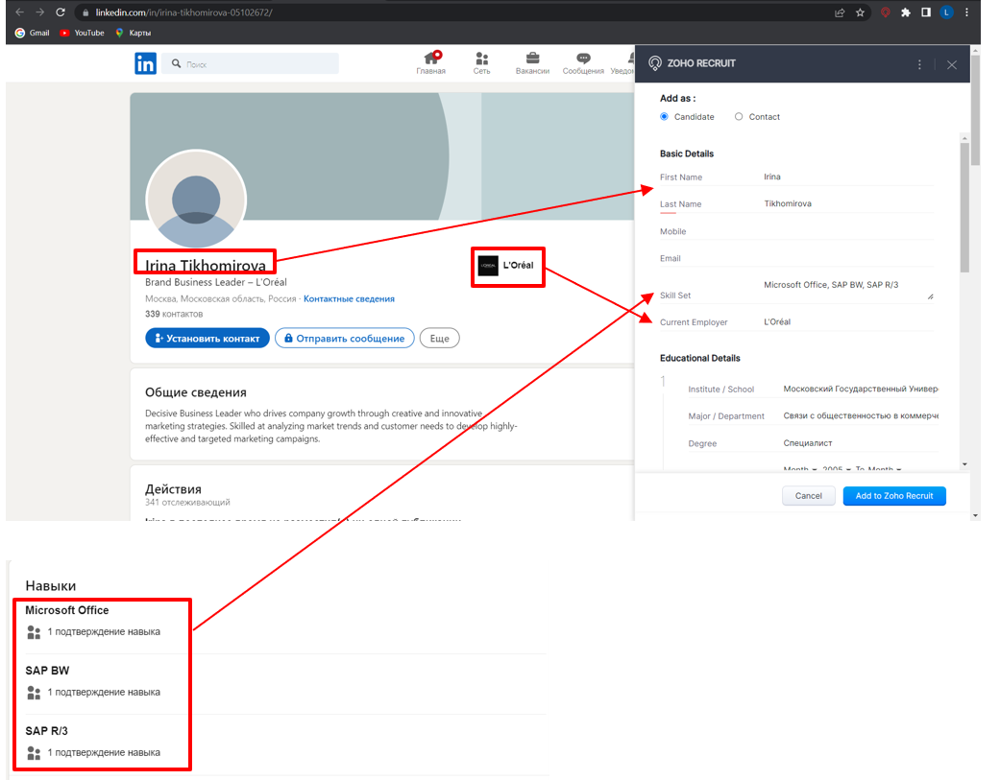 linkedin.com/in/irina-tikhomirova-05102672/
L
Gmail YouTube Карты
in Поиск
Главная Сеть Вакансии Сообщения Уведо
ZOHO RECRUIT
Add as :
Candidate Contact
Basic Details
First Name Irina
Last Name Tikhomirova
Mobile
Email
Skill Set Microsoft Office, SAP BW, SAP R/3
Current Employer L'Oréal
Educational Details
1
Institute / School Московский Государственный Универ
Major / Department Связи с общественностью в коммерче
Degree Специалист
Month 2005 To Month
Cancel Add to Zoho Recruit
Irina Tikhomirova
L'Oréal
Brand Business Leader – L'Oréal
Москва, Московская область, Россия · Контактные сведения
339 контактов
Установить контакт Отправить сообщение Еще
Общие сведения
Decisive Business Leader who drives company growth through creative and innovative
marketing strategies. Skilled at analyzing market trends and customer needs to develop highly-
effective and targeted marketing campaigns.
Действия
341 отслеживающий
Навыки
Microsoft Office
1 подтверждение навыка
SAP BW
1 подтверждение навыка
SAP R/3
1 подтверждение навыка